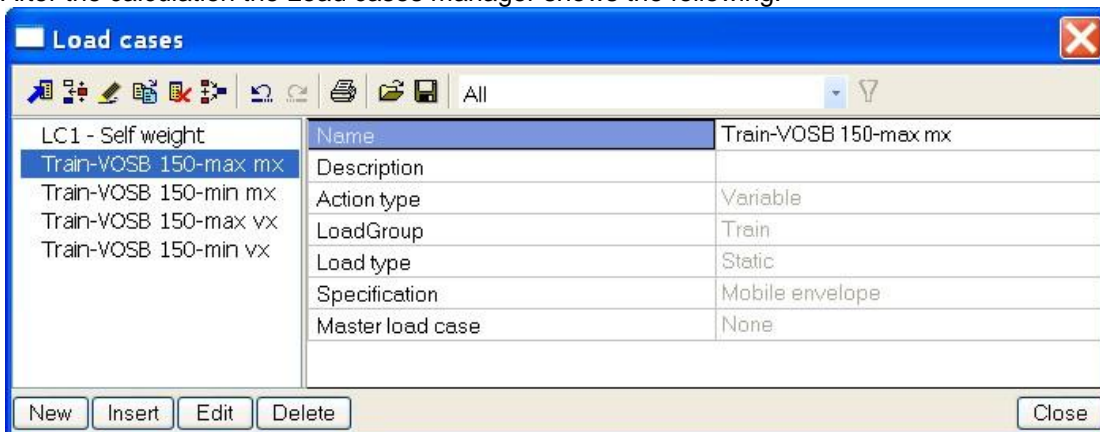 After the calculation the Load cases manager shows the following:
Load cases
All
LC1 - Self weight
Train-VOSB 150-max mx
Train-VOSB 150-min mx
Train-VOSB 150-max vx
Train-VOSB 150-min vx
Name Train-VOSB 150-max mx
Description
Action type Variable
LoadGroup Train
Load type Static
Specification Mobile envelope
Master load case None
New Insert Edit Delete Close